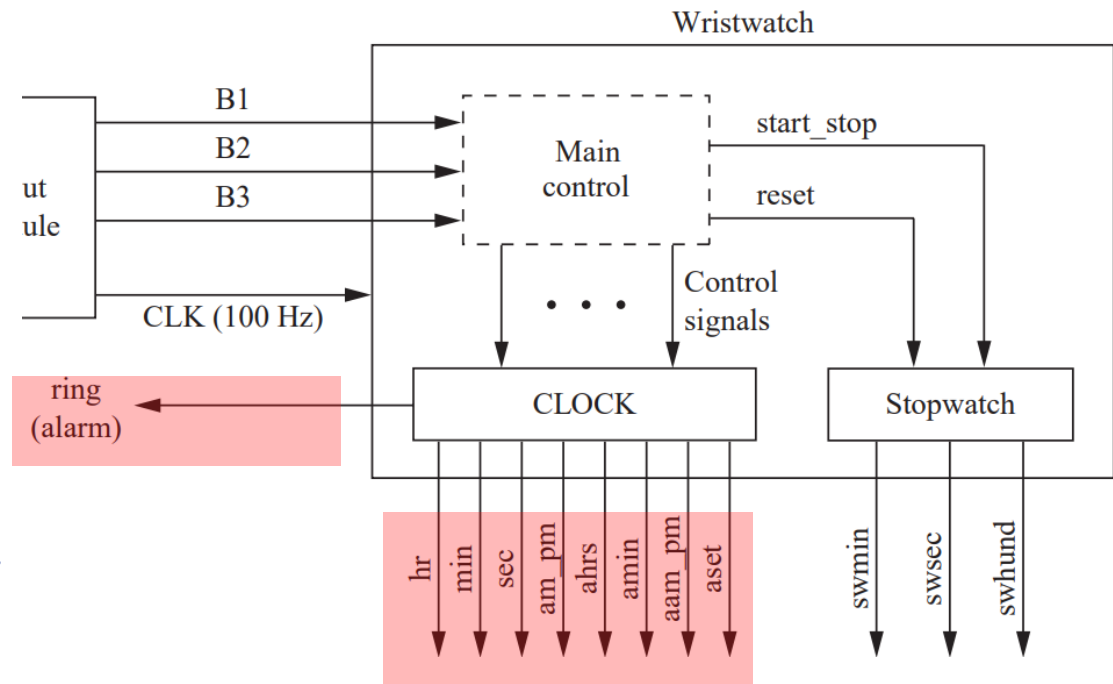 Wristwatch
B1
B2
B3
ut
ule
CLK (100 Hz)
Main
control
start_stop
reset
Control
signals
ring
(alarm)
CLOCK
Stopwatch
hr
min
sec
am_pm
ahrs
amin
aam_pm
aset
swmin
swsec
swhund